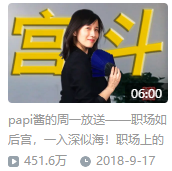 宫斗
06:00
papi酱的周一放送——职场如
后宫，一入深似海！职场上的
451.6万 2018-9-17